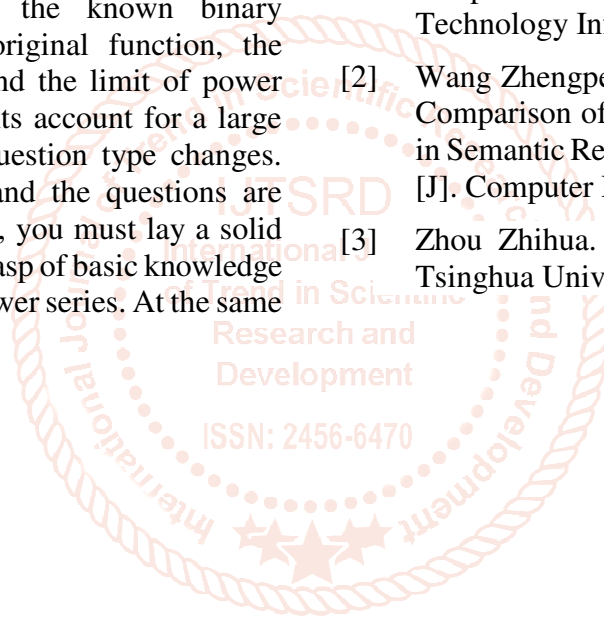 the known binary
original function, the
nd the limit of power
its account for a large
uestion type changes.
and the questions are
, you must lay a solid
asp of basic knowledge
wer series. At the same
Technology In
[2] Wang Zhengpe
Comparison of
in Semantic Re
[J]. Computer
[3] Zhou Zhihua.
Tsinghua Univ
IJTSRD
International J
of Trend in Scientific
Research and
Development
ISSN: 2456-6470